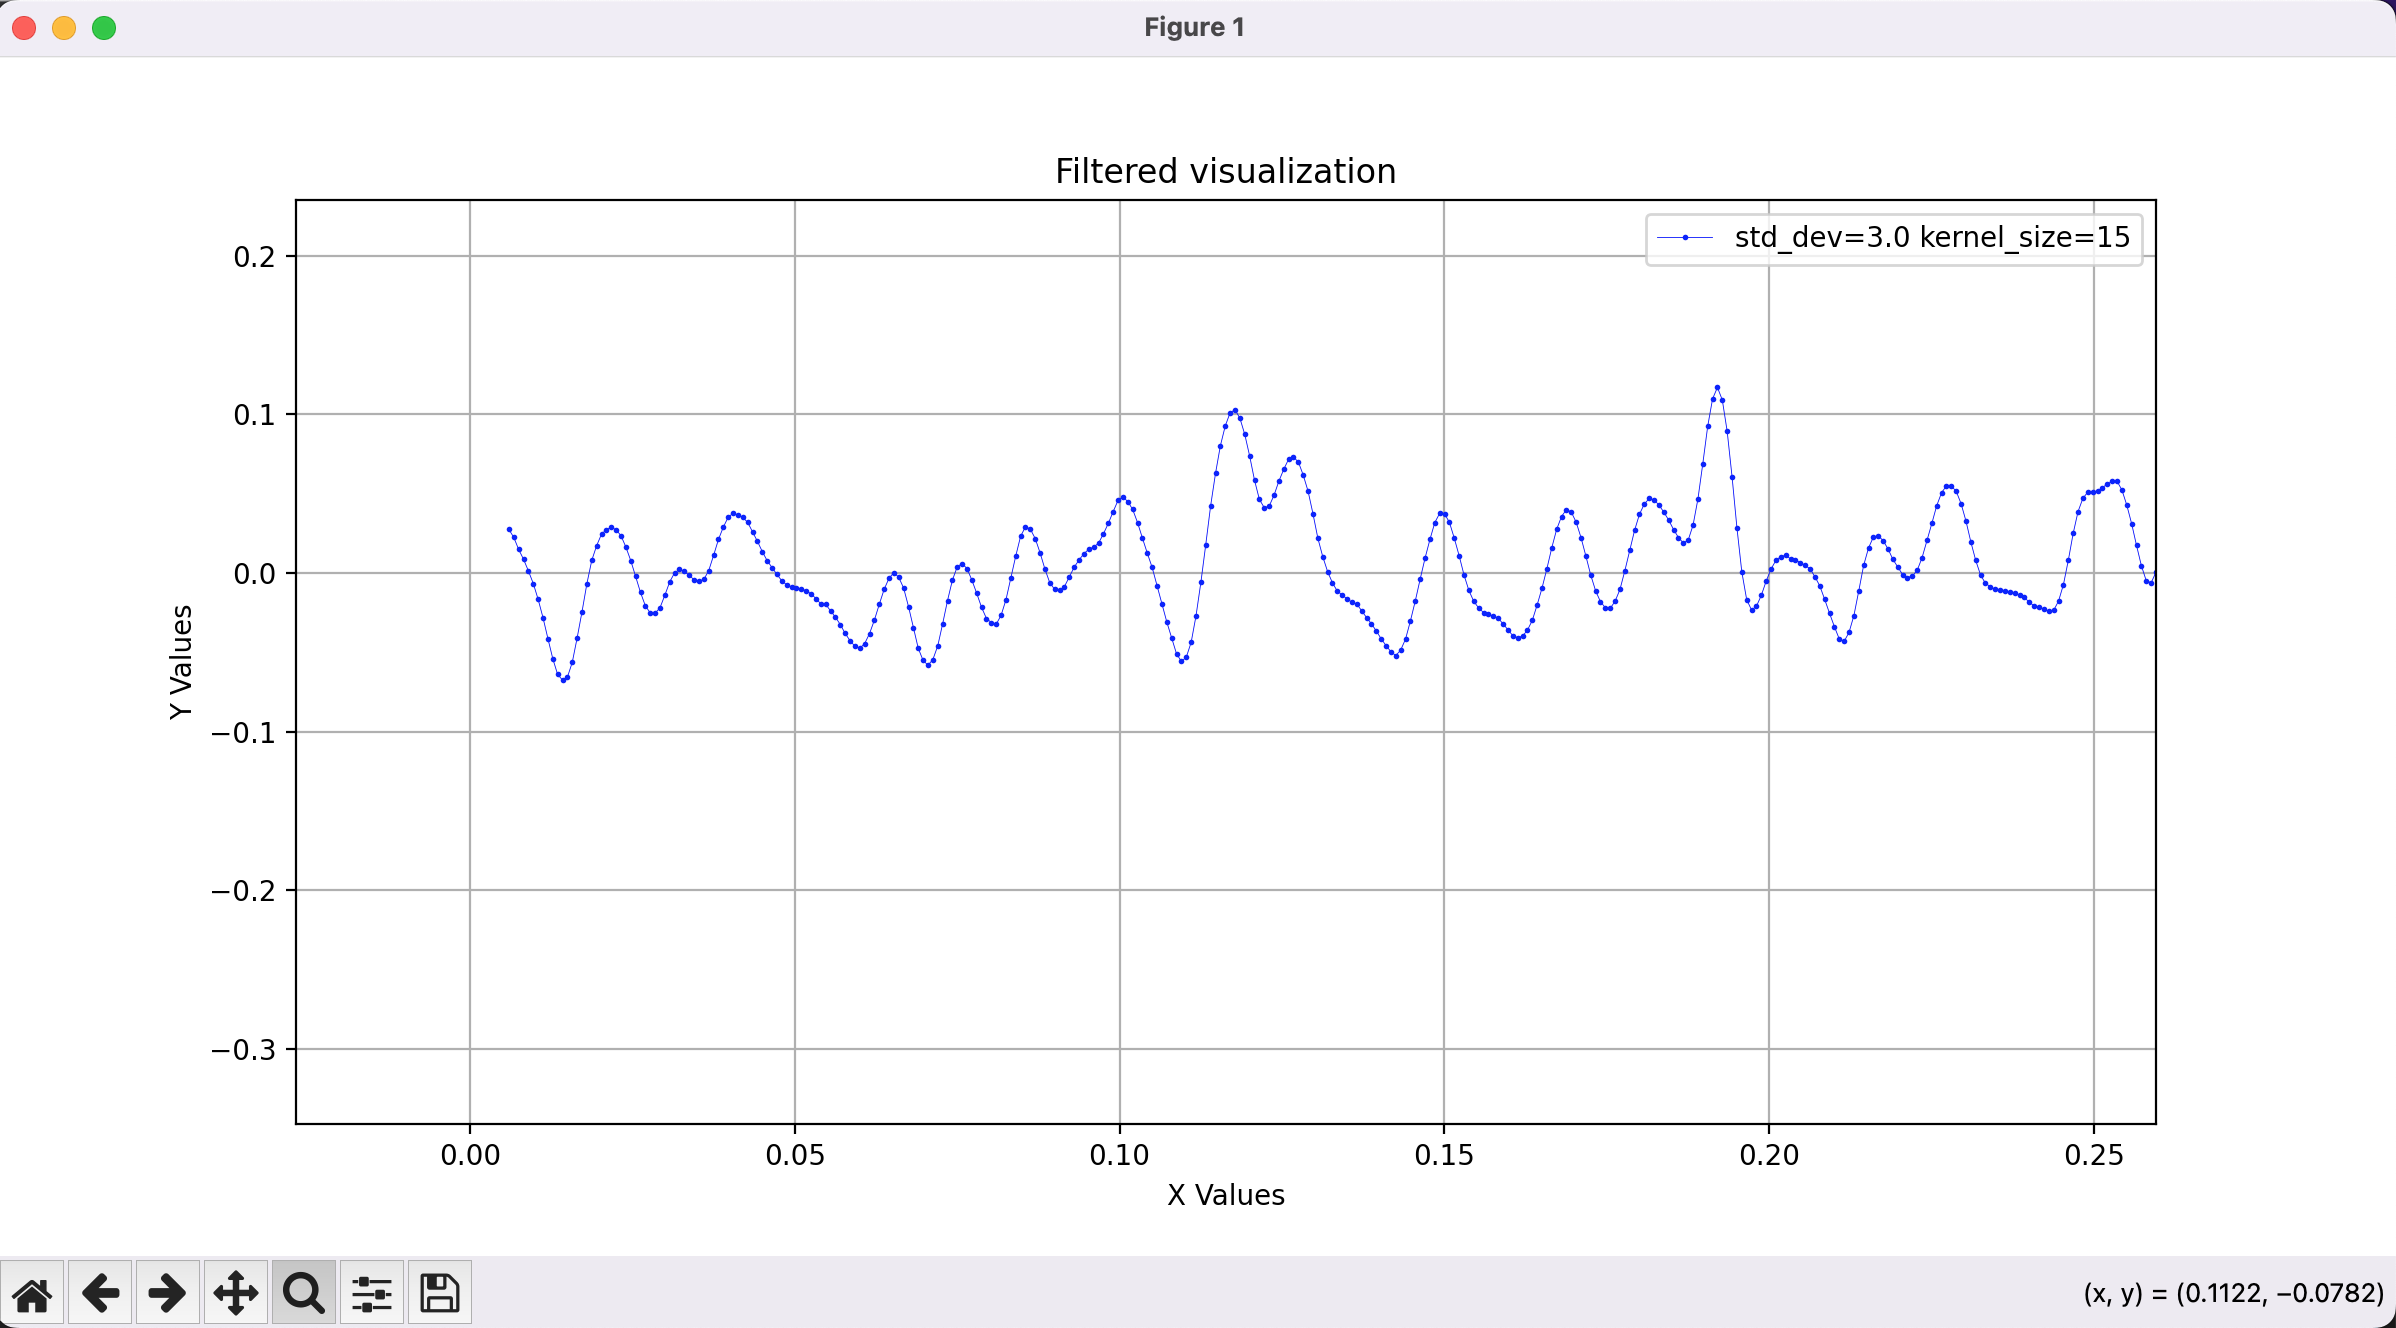 Figure 1
Filtered visualization
std_dev=3.0 kernel_size=15
0.2
0.1
0.0
−0.1
−0.2
−0.3
Y Values
0.00 0.05 0.10 0.15 0.20 0.25
X Values
(x, y) = (0.1122, −0.0782)